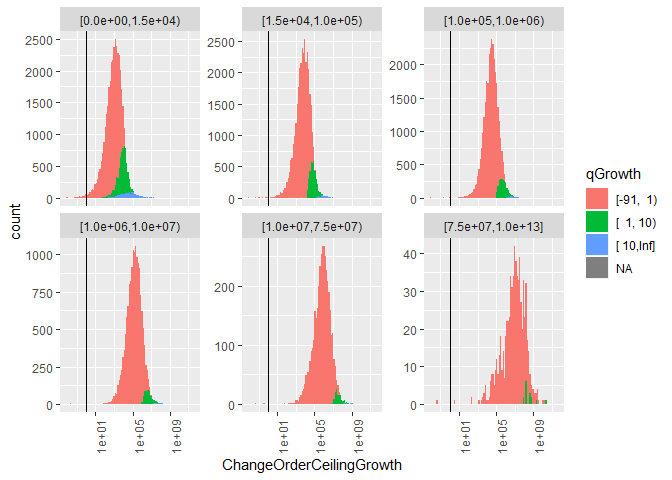 [0.0e+00,1.5e+04)
[1.5e+04,1.0e+05)
[1.0e+05,1.0e+06)
2500
2000
1500
1000
500
0
2500
2000
1500
1000
500
0
2000
1500
1000
500
0
[1.0e+06,1.0e+07)
[1.0e+07,7.5e+07)
[7.5e+07,1.0e+13]
1000
750
500
250
0
200
100
0
40
30
20
10
0
1e+01
1e+05
1e+09
1e+01
1e+05
1e+09
1e+01
1e+05
1e+09
count
ChangeOrderCeilingGrowth
qGrowth
[-91, 1)
[ 1, 10)
[ 10,Inf]
NA